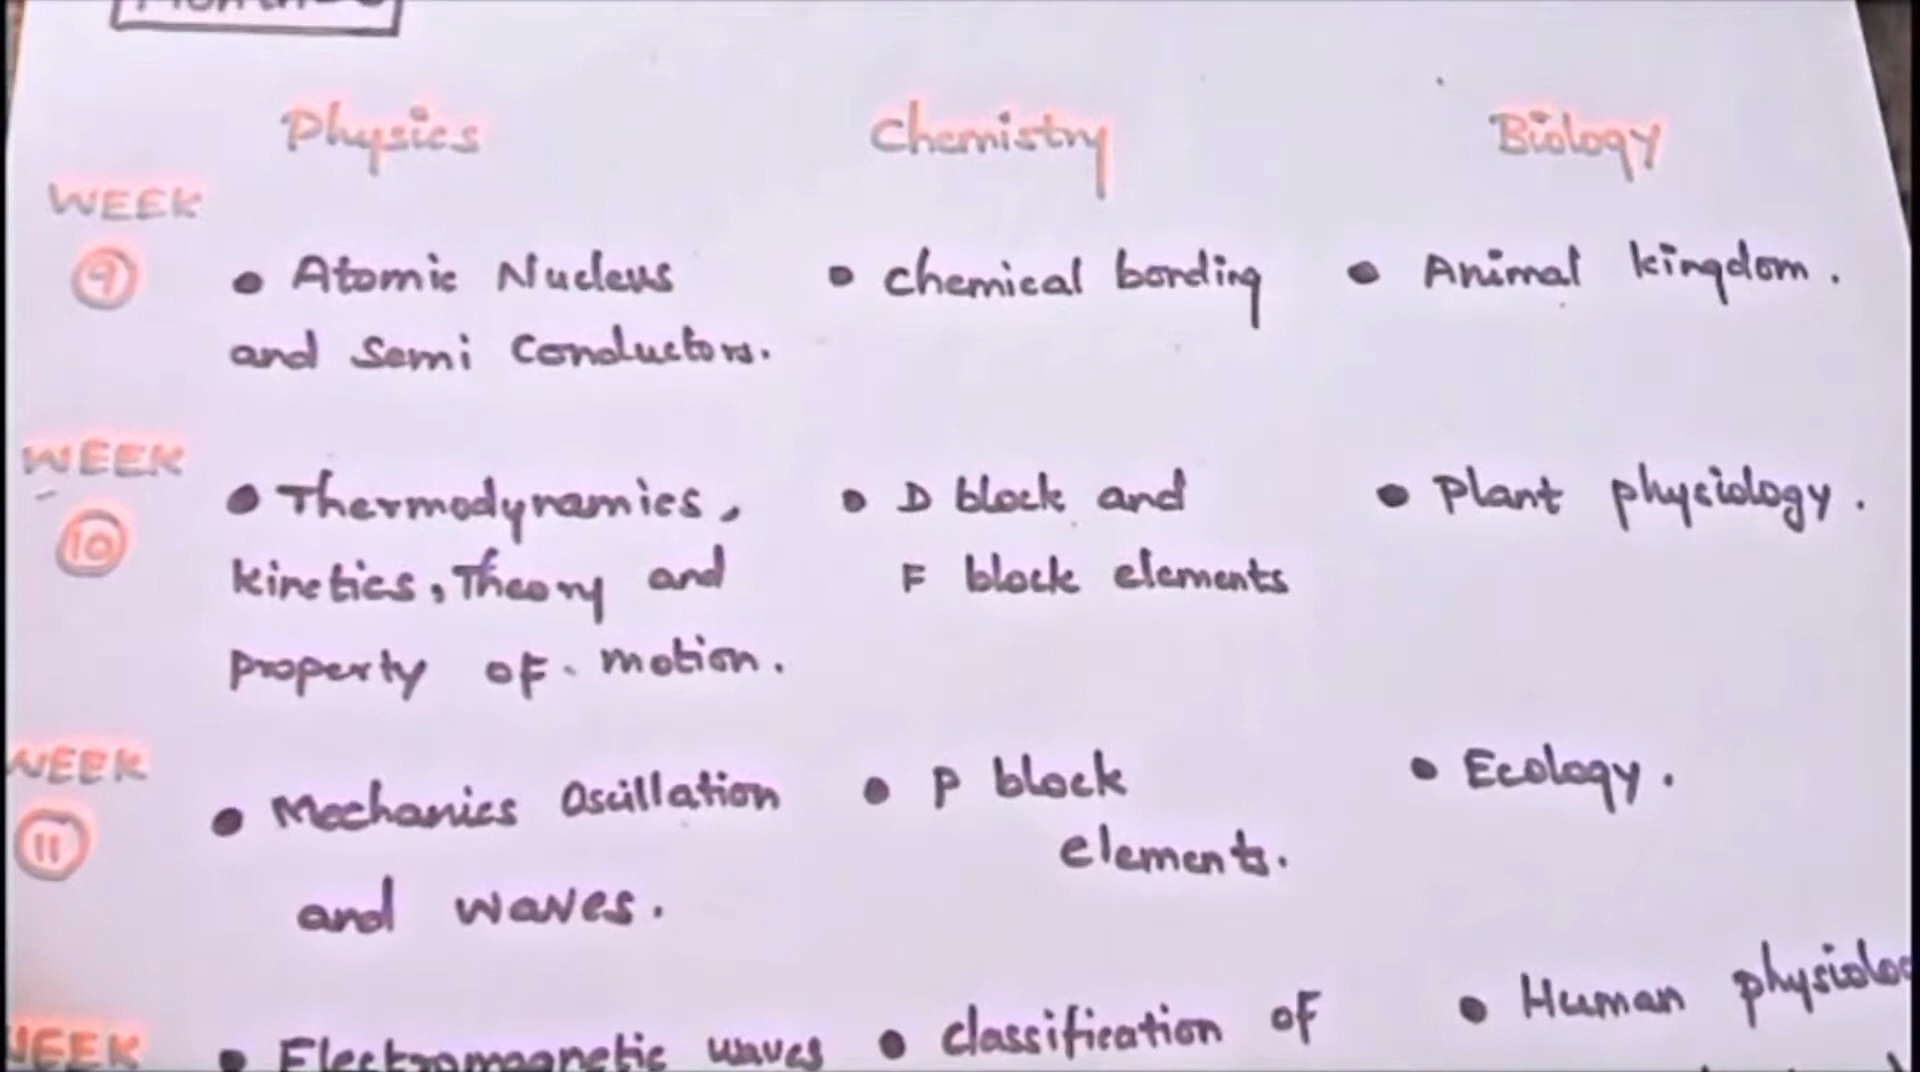 Physics Chemistry Biology
WEEK
9
• Atomic Nucleus
and Semi Conductors.
• chemical bonding
• Animal kingdom.
WEEK
10
• Thermodynamics,
kinetics, Theory and
property of. motion.
• D block and
F block elements
• Plant physiology.
WEEK
11
• Mechanics Oscillation
and waves.
• P block
elements.
• Ecology.
WEEK
• Electromagnetic waves
• classification of
• Human